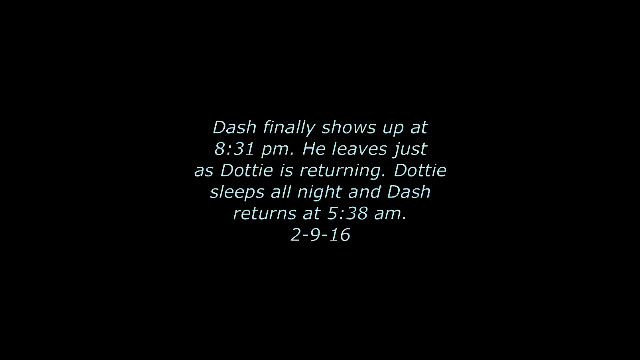 Dash finally shows up at
8:31 pm. He leaves just
as Dottie is returning. Dottie
sleeps all night and Dash
returns at 5:38 am.
2-9-16